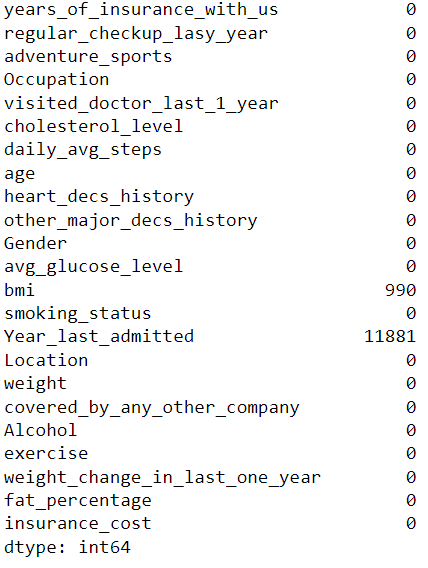 years_of_insurance_with_us 0
regular_checkup_lasy_year 0
adventure_sports 0
Occupation 0
visited_doctor_last_1_year 0
cholesterol_level 0
daily_avg_steps 0
age 0
heart_decs_history 0
other_major_decs_history 0
Gender 0
avg_glucose_level 0
bmi 990
smoking_status 0
Year_last_admitted 11881
Location 0
weight 0
covered_by_any_other_company 0
Alcohol 0
exercise 0
weight_change_in_last_one_year 0
fat_percentage 0
insurance_cost 0
dtype: int64